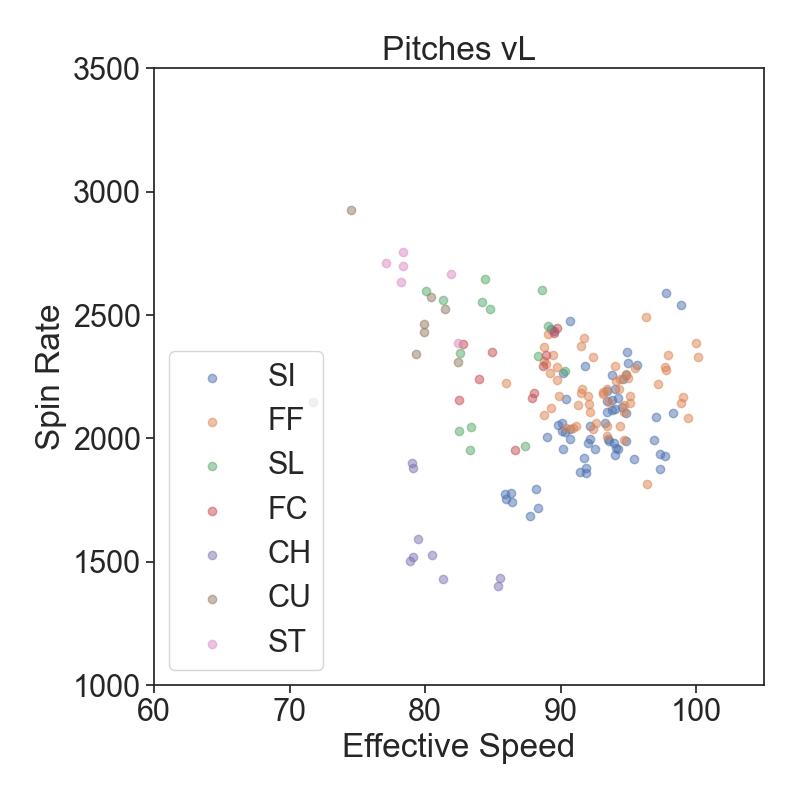 Pitches vL
3500
3000
2500
2000
1500
1000
Spin Rate
SI
FF
SL
FC
CH
CU
ST
60
70
80
90
100
Effective Speed